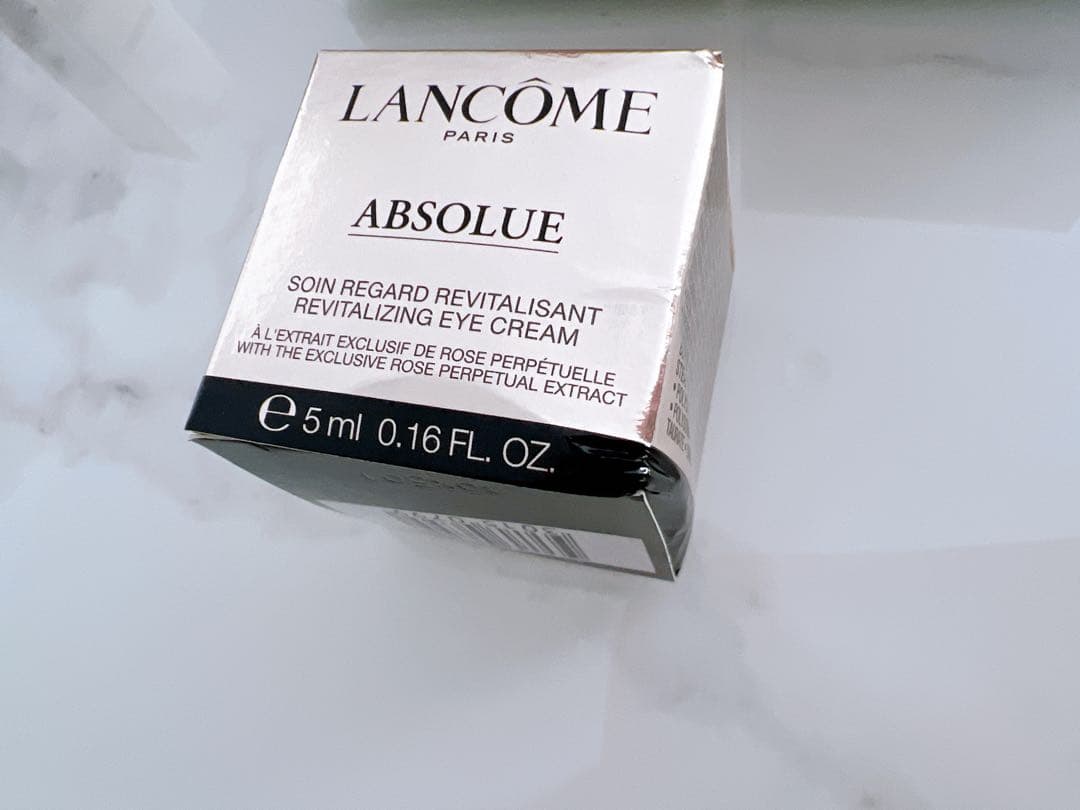 LANCÔME
PARIS
ABSOLUE
SOIN REGARD REVITALISANT
REVITALIZING EYE CREAM
À L'EXTRAIT EXCLUSIF DE ROSE PERPÉTUELLE
WITH THE EXCLUSIVE ROSE PERPETUAL EXTRACT
e 5 ml 0.16 FL. OZ.